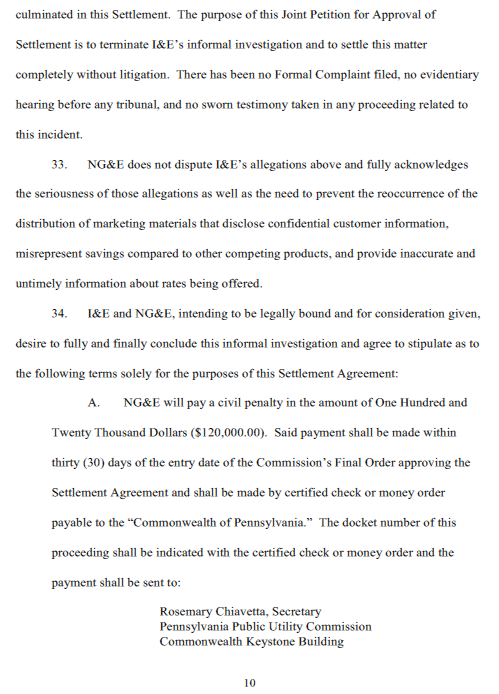 culminated in this Settlement.  The purpose of this Joint Petition for Approval of
Settlement is to terminate I&E's informal investigation and to settle this matter
completely without litigation.  There has been no Formal Complaint filed, no evidentiary
hearing before any tribunal, and no sworn testimony taken in any proceeding related to
this incident.
33. NG&E does not dispute I&E's allegations above and fully acknowledges
the seriousness of those allegations as well as the need to prevent the reoccurrence of the
distribution of marketing materials that disclose confidential customer information,
misrepresent savings compared to other competing products, and provide inaccurate and
untimely information about rates being offered.
34. I&E and NG&E, intending to be legally bound and for consideration given,
desire to fully and finally conclude this informal investigation and agree to stipulate as to
the following terms solely for the purposes of this Settlement Agreement:
A. NG&E will pay a civil penalty in the amount of One Hundred and
Twenty Thousand Dollars ($120,000.00).  Said payment shall be made within
thirty (30) days of the entry date of the Commission's Final Order approving the
Settlement Agreement and shall be made by certified check or money order
payable to the "Commonwealth of Pennsylvania."  The docket number of this
proceeding shall be indicated with the certified check or money order and the
payment shall be sent to:
Rosemary Chiavetta, Secretary
Pennsylvania Public Utility Commission
Commonwealth Keystone Building
10